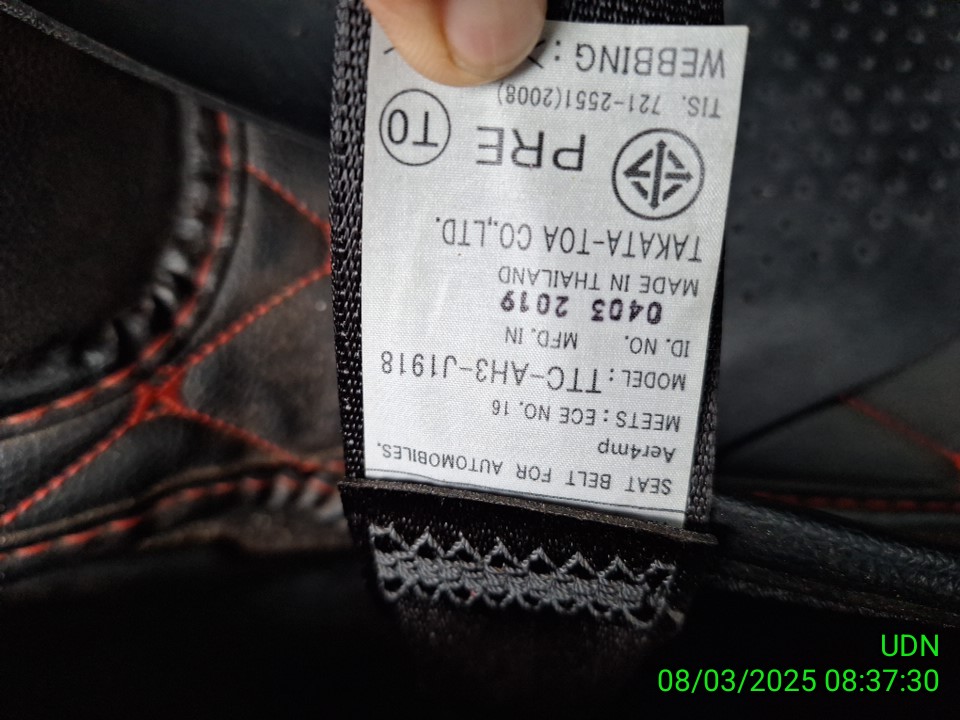 SEAT BELT FOR AUTOMOBILES.
Aer4mp
MEETS : ECE NO. 16
MODEL : TTC-AH3-J1918
ID. NO. MFD. IN
0403 2019
MADE IN THAILAND
TAKATA-TOA CO.,LTD.
PRE TO
TIS. 721-2551(2008)
WEBBING :
UDN
08/03/2025 08:37:30